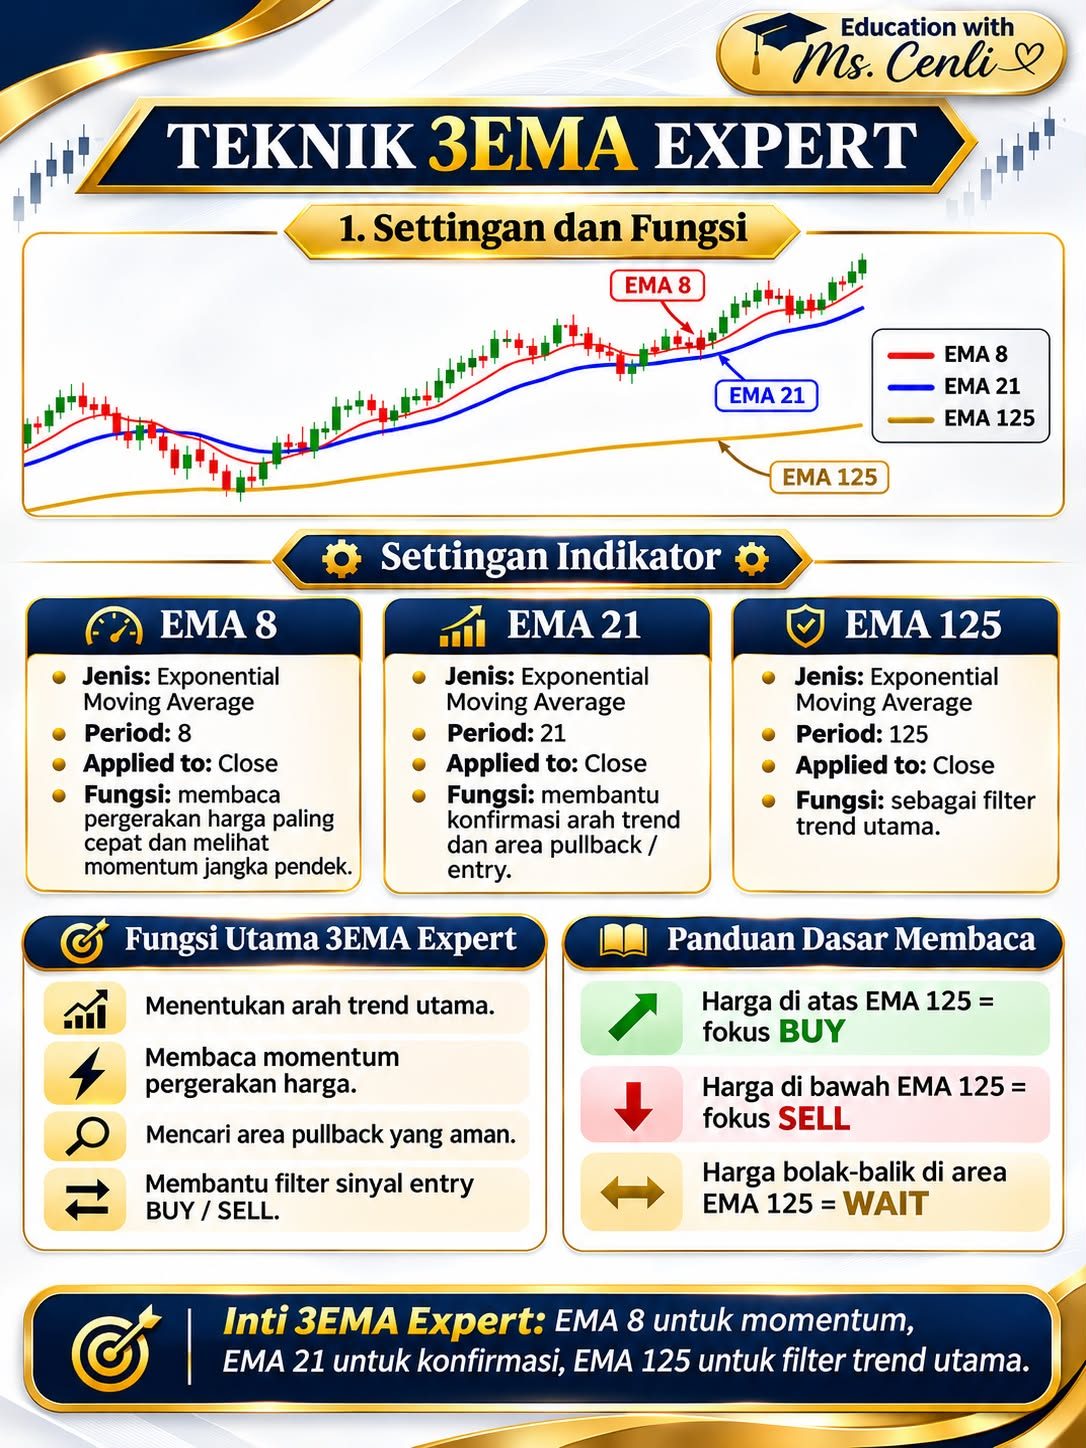 Education with
Ms. Cenli
TEKNIK 3EMA EXPERT
1. Settingan dan Fungsi
EMA 8
EMA 21
EMA 125
EMA 8
EMA 21
EMA 125
Settingan Indikator
EMA 8
Jenis: Exponential
Moving Average
Period: 8
Applied to: Close
Fungsi: membaca
pergerakan harga paling
cepat dan melihat
momentum jangka pendek.
EMA 21
Jenis: Exponential
Moving Average
Period: 21
Applied to: Close
Fungsi: membantu
konfirmasi arah trend
dan area pullback /
entry.
EMA 125
Jenis: Exponential
Moving Average
Period: 125
Applied to: Close
Fungsi: sebagai filter
trend utama.
Fungsi Utama 3EMA Expert
Menentukan arah trend utama.
Membaca momentum
pergerakan harga.
Mencari area pullback yang aman.
Membantu filter sinyal entry
BUY / SELL.
Panduan Dasar Membaca
Harga di atas EMA 125 =
fokus BUY
Harga di bawah EMA 125 =
fokus SELL
Harga bolak-balik di area
EMA 125 = WAIT
Inti 3EMA Expert: EMA 8 untuk momentum,
EMA 21 untuk konfirmasi, EMA 125 untuk filter trend utama.